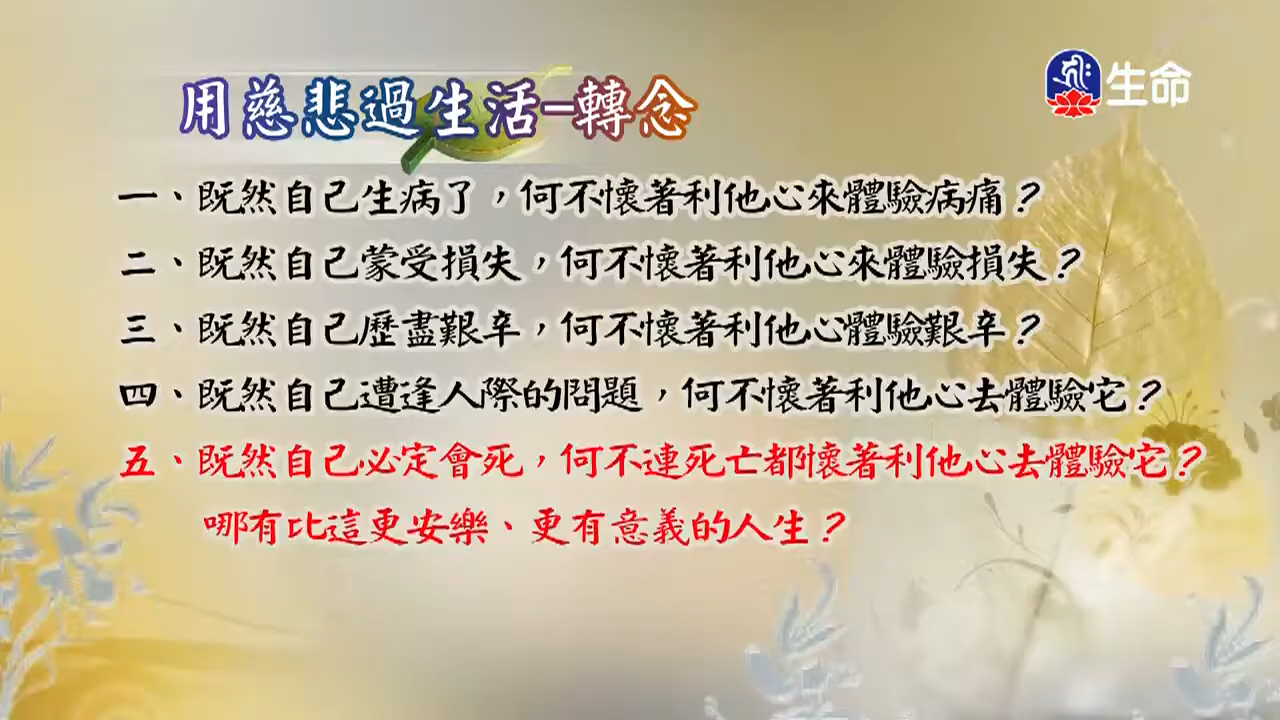 生命
用慈悲過生活-轉念
一、既然自己生病了，何不懷著利他心來體驗病痛？
二、既然自己蒙受損失，何不懷著利他心來體驗損失？
三、既然自己歷盡艱辛，何不懷著利他心體驗艱辛？
四、既然自己遭逢人際的問題，何不懷著利他心去體驗它？
五、既然自己必定會死，何不連死亡都懷著利他心去體驗它？
哪有比這更安樂、更有意義的人生？